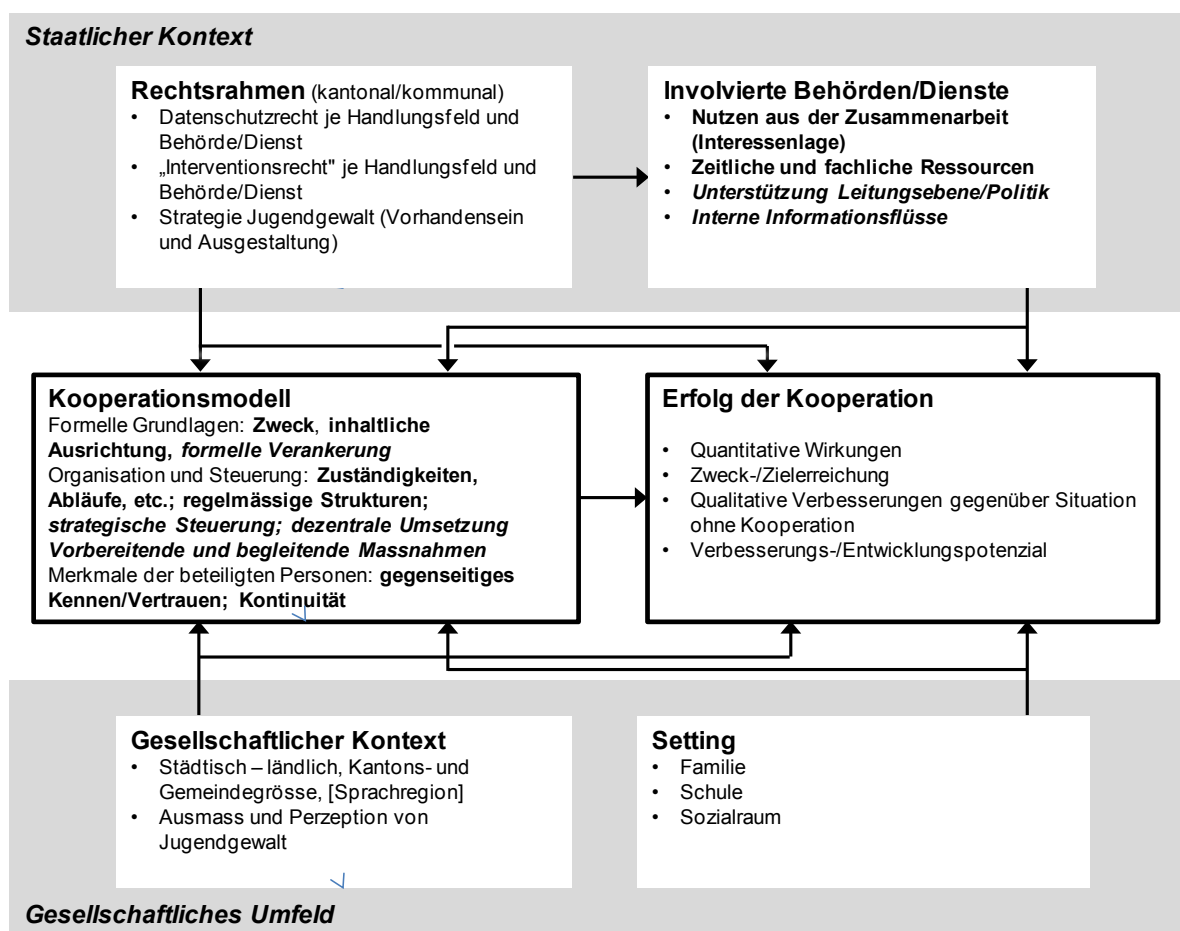 Staatlicher Kontext
Rechtsrahmen (kantonal/kommunal)
• Datenschutzrecht je Handlungsfeld und
Behörde/Dienst
• „Interventionsrecht" je Handlungsfeld und
Behörde/Dienst
• Strategie Jugendgewalt (Vorhandensein
und Ausgestaltung)
Involvierte Behörden/Dienste
• Nutzen aus der Zusammenarbeit
(Interessenlage)
• Zeitliche und fachliche Ressourcen
• Unterstützung Leitungsebene/Politik
• Interne Informationsflüsse
Kooperationsmodell
Formelle Grundlagen: Zweck, inhaltliche
Ausrichtung, formelle Verankerung
Organisation und Steuerung: Zuständigkeiten,
Abläufe, etc.; regelmässige Strukturen;
strategische Steuerung; dezentrale Umsetzung
Vorbereitende und begleitende Massnahmen
Merkmale der beteiligten Personen: gegenseitiges
Kennen/Vertrauen; Kontinuität
Erfolg der Kooperation
• Quantitative Wirkungen
• Zweck-/Zielerreichung
• Qualitative Verbesserungen gegenüber Situation
ohne Kooperation
• Verbesserungs-/Entwicklungspotenzial
Gesellschaftlicher Kontext
• Städtisch – ländlich, Kantons- und
Gemeindegrösse, [Sprachregion]
• Ausmass und Perzeption von
Jugendgewalt
Setting
• Familie
• Schule
• Sozialraum
Gesellschaftliches Umfeld